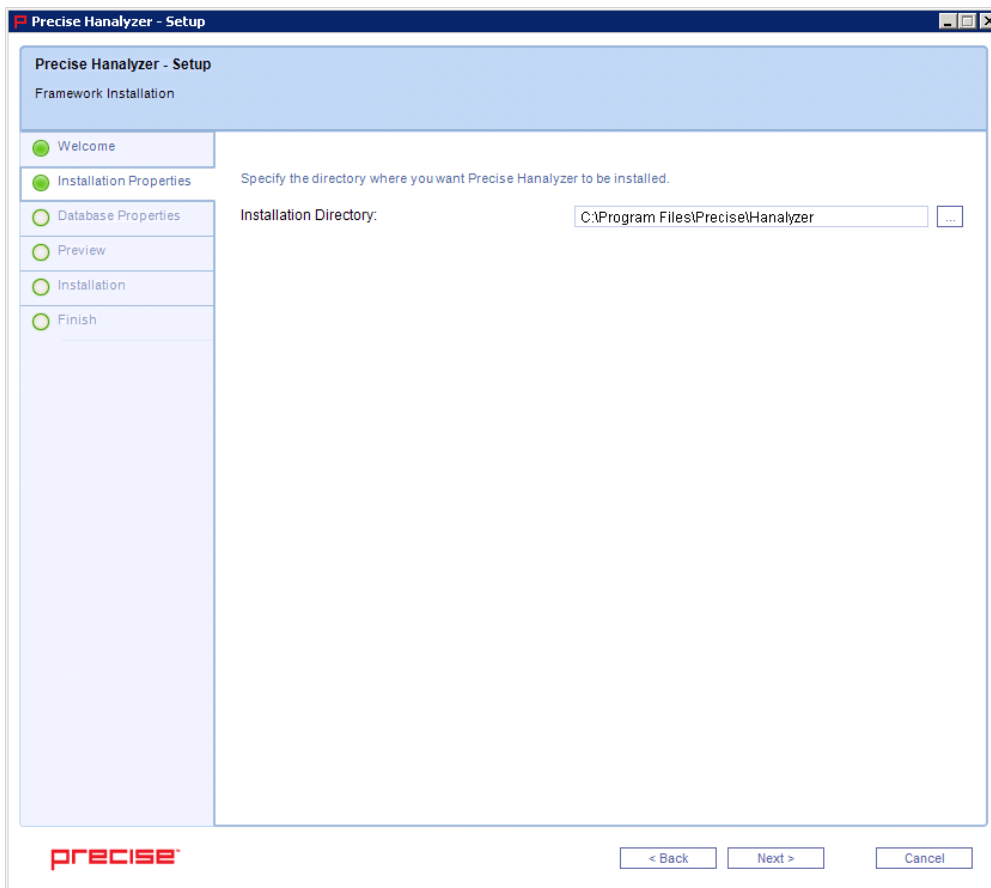 Precise Hanalyzer - Setup
Precise Hanalyzer - Setup
Framework Installation
Welcome
Installation Properties
Database Properties
Preview
Installation
Finish
Specify the directory where you want Precise Hanalyzer to be installed.
Installation Directory:
C:\Program Files\Precise\Hanalyzer
...
precise
< Back
Next >
Cancel